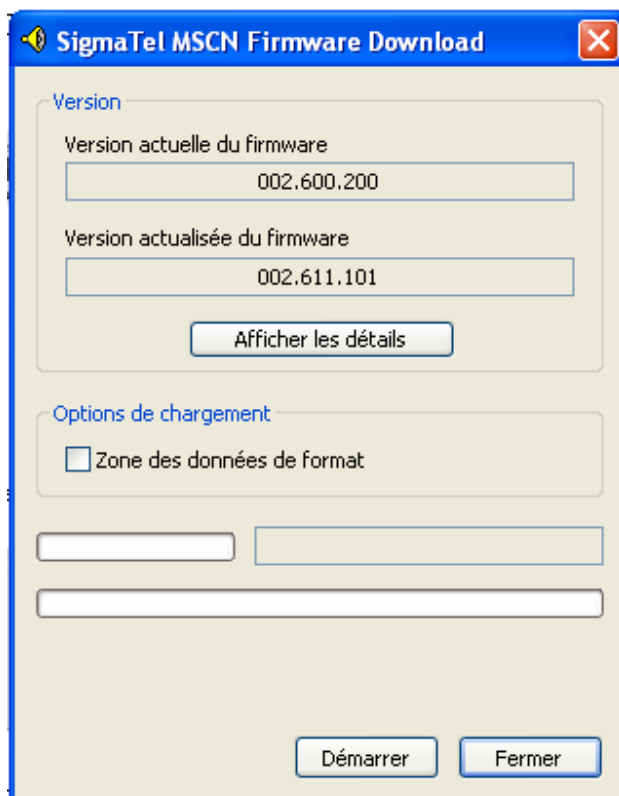 SigmaTel MSCN Firmware Download
Version
Version actuelle du firmware
002.600.200
Version actualisée du firmware
002.611.101
Afficher les détails
Options de chargement
Zone des données de format
Démarrer
Fermer